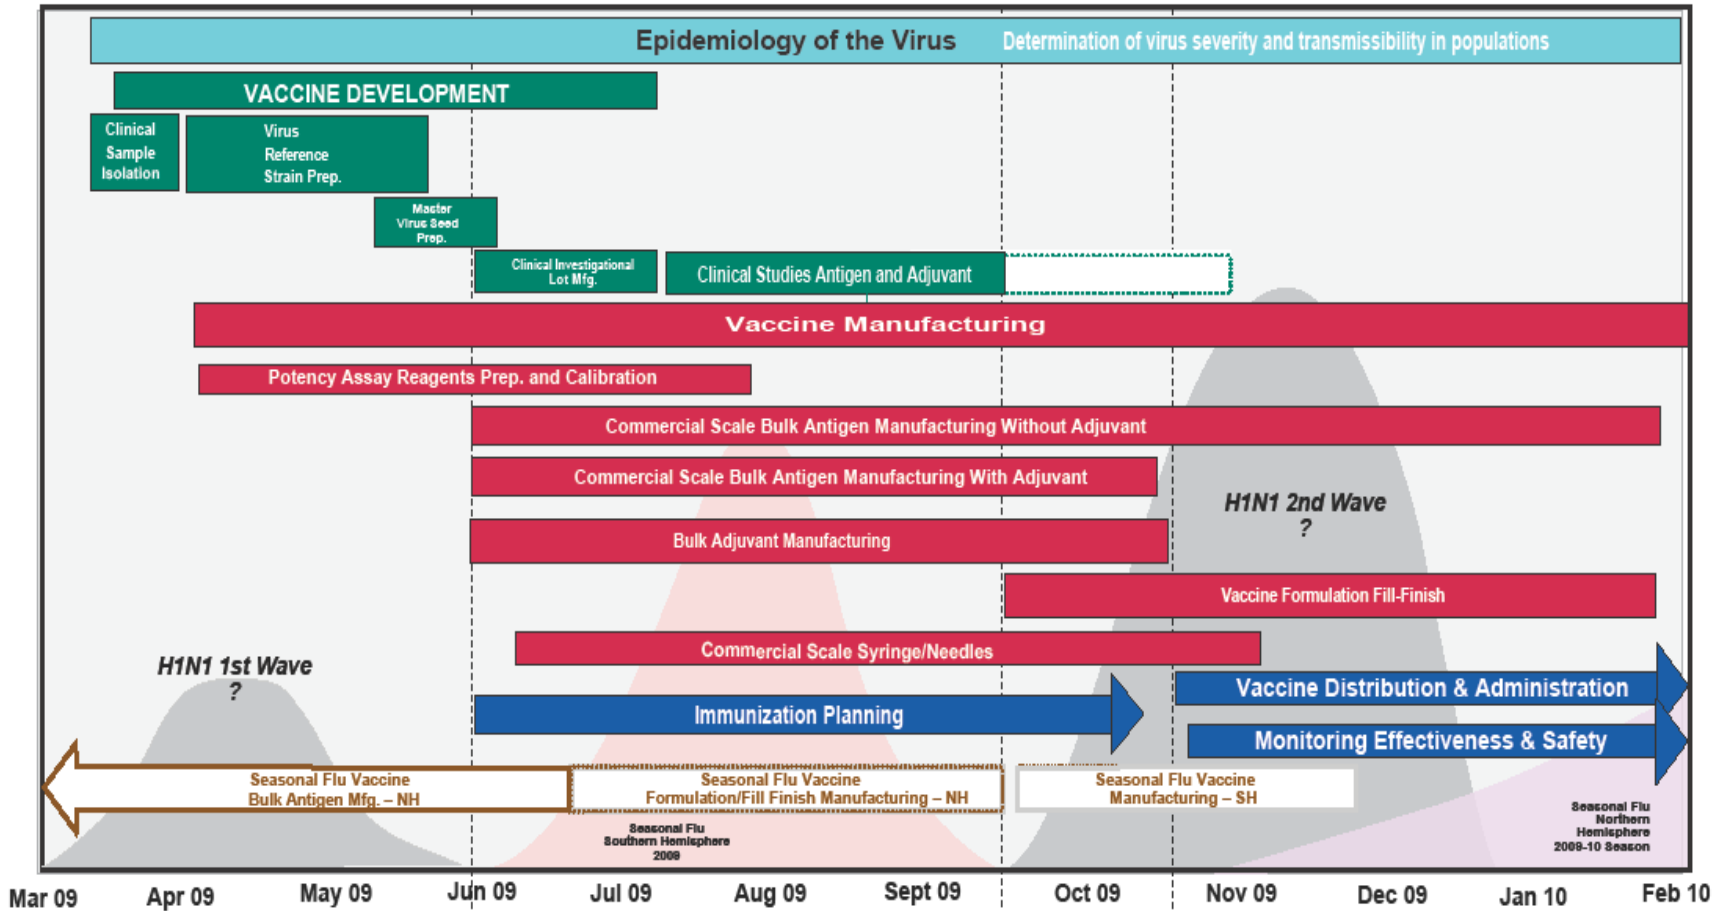 Epidemiology of the Virus Determination of virus severity and transmissibility in populations
VACCINE DEVELOPMENT
Clinical
Sample
Isolation
Virus
Reference
Strain Prep.
Master
Virus Seed
Prep.
Clinical Investigational
Lot Mfg.
Clinical Studies Antigen and Adjuvant
Vaccine Manufacturing
Potency Assay Reagents Prep. and Calibration
Commercial Scale Bulk Antigen Manufacturing Without Adjuvant
Commercial Scale Bulk Antigen Manufacturing With Adjuvant
H1N1 2nd Wave
?
Bulk Adjuvant Manufacturing
Vaccine Formulation Fill-Finish
Commercial Scale Syringe/Needles
H1N1 1st Wave
?
Vaccine Distribution & Administration
Immunization Planning
Monitoring Effectiveness & Safety
Seasonal Flu Vaccine
Bulk Antigen Mfg. – NH
Seasonal Flu Vaccine
Formulation/Fill Finish Manufacturing – NH
Seasonal Flu Vaccine
Manufacturing – SH
Seasonal Flu
Southern Hemisphere
2009
Seasonal Flu
Northern
Hemisphere
2009-10 Season
Mar 09 Apr 09 May 09 Jun 09 Jul 09 Aug 09 Sept 09 Oct 09 Nov 09 Dec 09 Jan 10 Feb 10